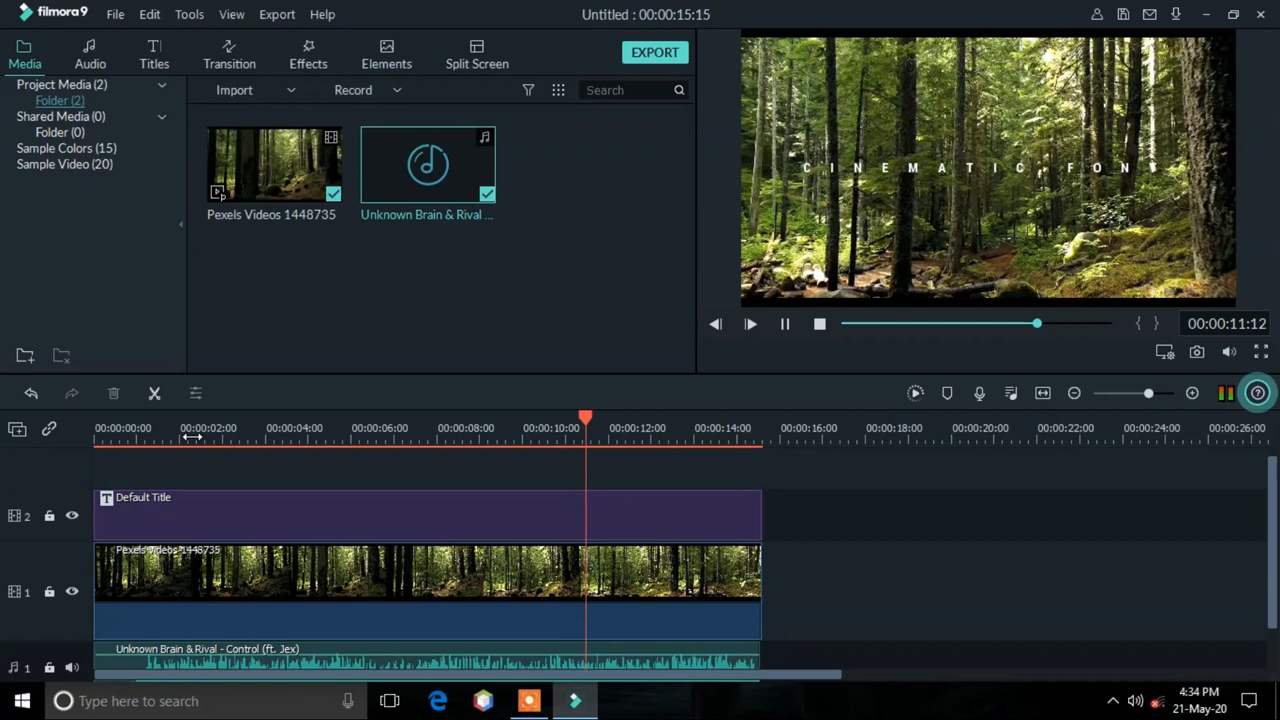 filmora9 File Edit Tools View Export Help Untitled : 00:00:15:15
Media Audio Titles Transition Effects Elements Split Screen EXPORT
Project Media (2)
Folder (2)
Shared Media (0)
Folder (0)
Sample Colors (15)
Sample Video (20)
Import Record Search
Pexels Videos 1448735 Unknown Brain & Rival ...
CINEMATIC FONT
00:00:11:12
00:00:00:00 00:00:02:00 00:00:04:00 00:00:06:00 00:00:08:00 00:00:10:00 00:00:12:00 00:00:14:00 00:00:16:00 00:00:18:00 00:00:20:00 00:00:22:00 00:00:24:00 00:00:26:00
2 T Default Title
Pexels Videos 1448735
1
Unknown Brain & Rival - Control (ft. Jex)
1
Type here to search
4:34 PM
21-May-20